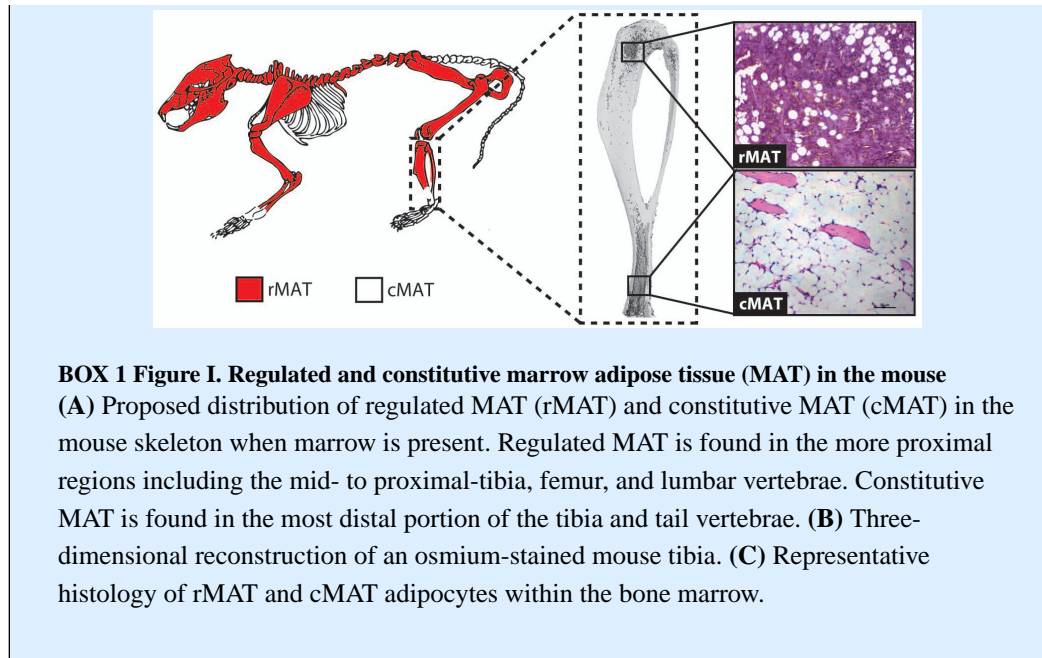 rMAT
cMAT
rMAT
cMAT
BOX 1 Figure I. Regulated and constitutive marrow adipose tissue (MAT) in the mouse
(A) Proposed distribution of regulated MAT (rMAT) and constitutive MAT (cMAT) in the
mouse skeleton when marrow is present. Regulated MAT is found in the more proximal
regions including the mid- to proximal-tibia, femur, and lumbar vertebrae. Constitutive
MAT is found in the most distal portion of the tibia and tail vertebrae. (B) Three-
dimensional reconstruction of an osmium-stained mouse tibia. (C) Representative
histology of rMAT and cMAT adipocytes within the bone marrow.